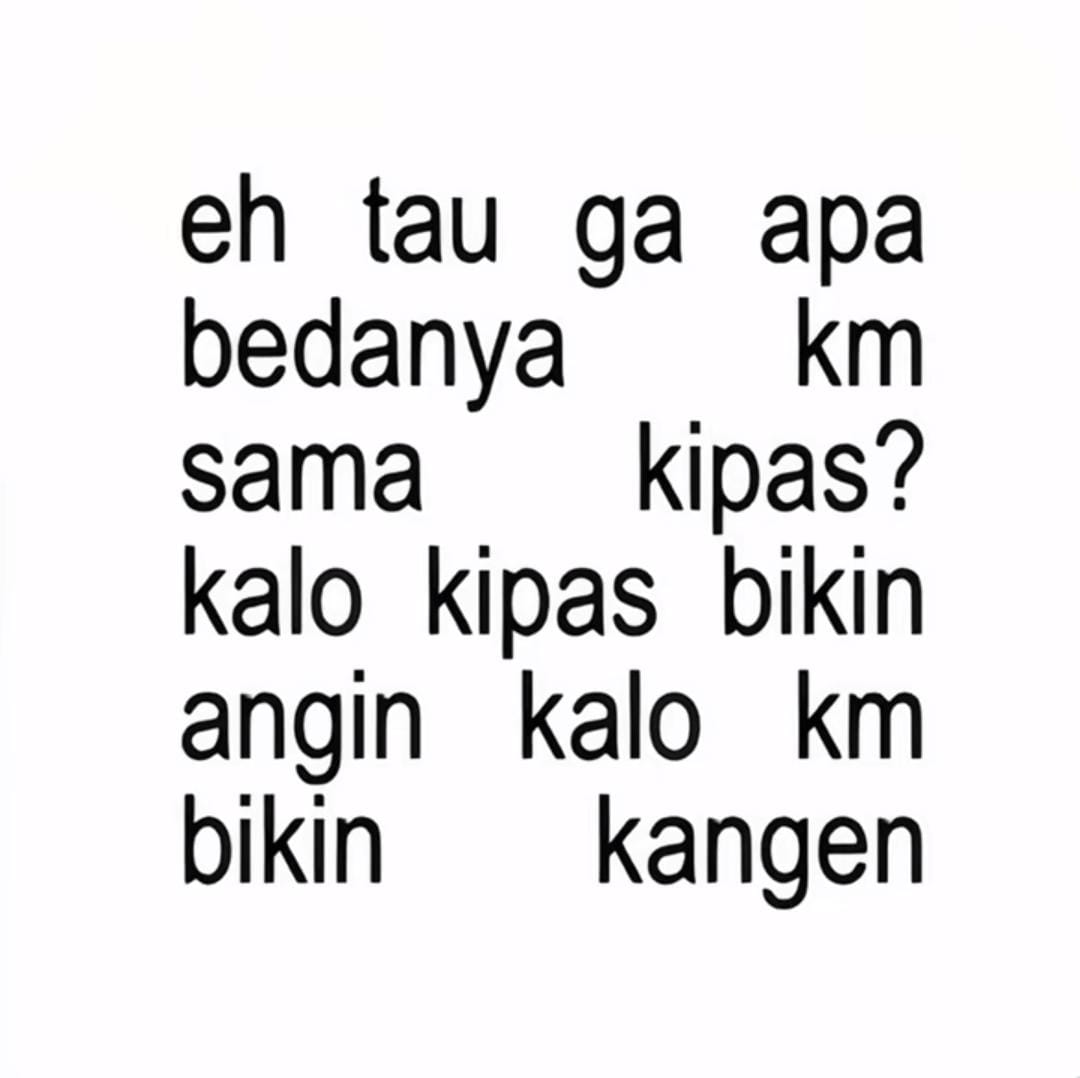 eh tau ga apa
bedanya km
sama kipas?
kalo kipas bikin
angin kalo km
bikin kangen